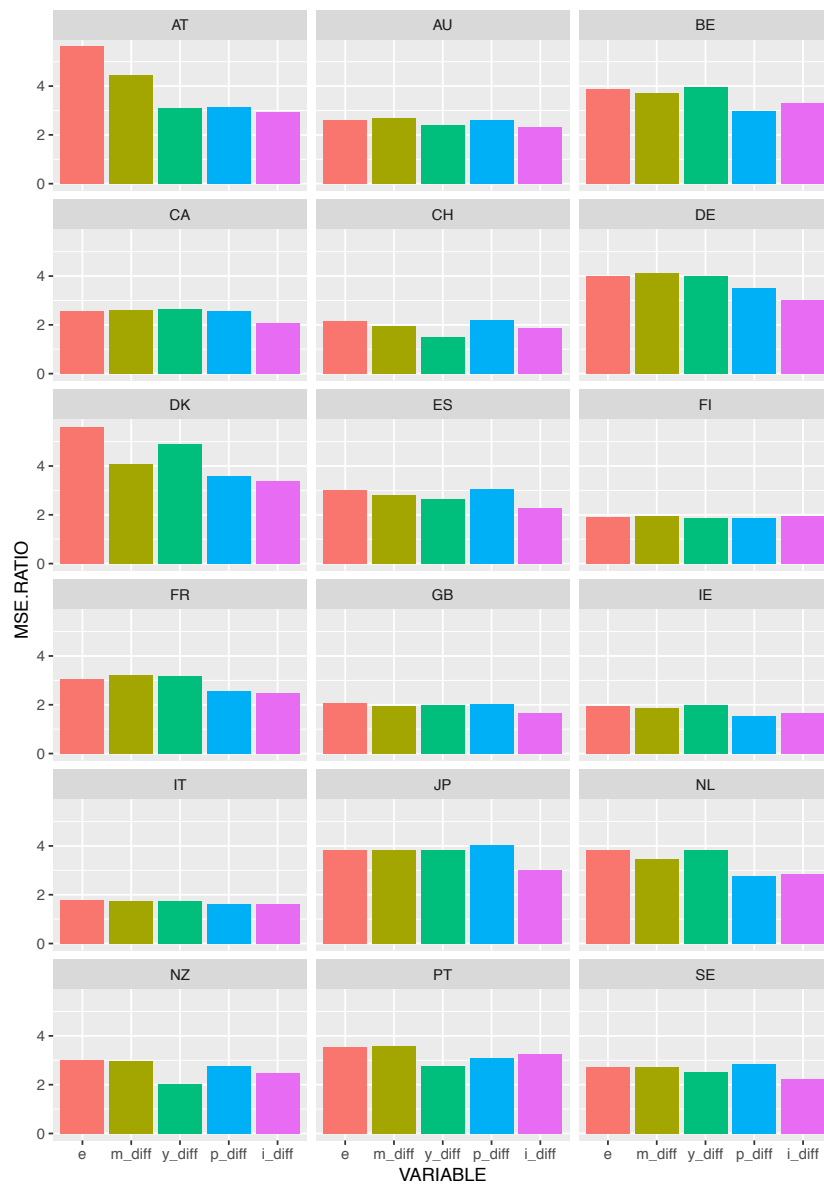 AT AU BE
4
2
0
CA CH DE
4
2
0
DK ES FI
4
2
0
FR GB IE
4
2
0
IT JP NL
4
2
0
NZ PT SE
4
2
0
e m_diff y_diff p_diff i_diff e m_diff y_diff p_diff i_diff e m_diff y_diff p_diff i_diff
VARIABLE
MSE.RATIO